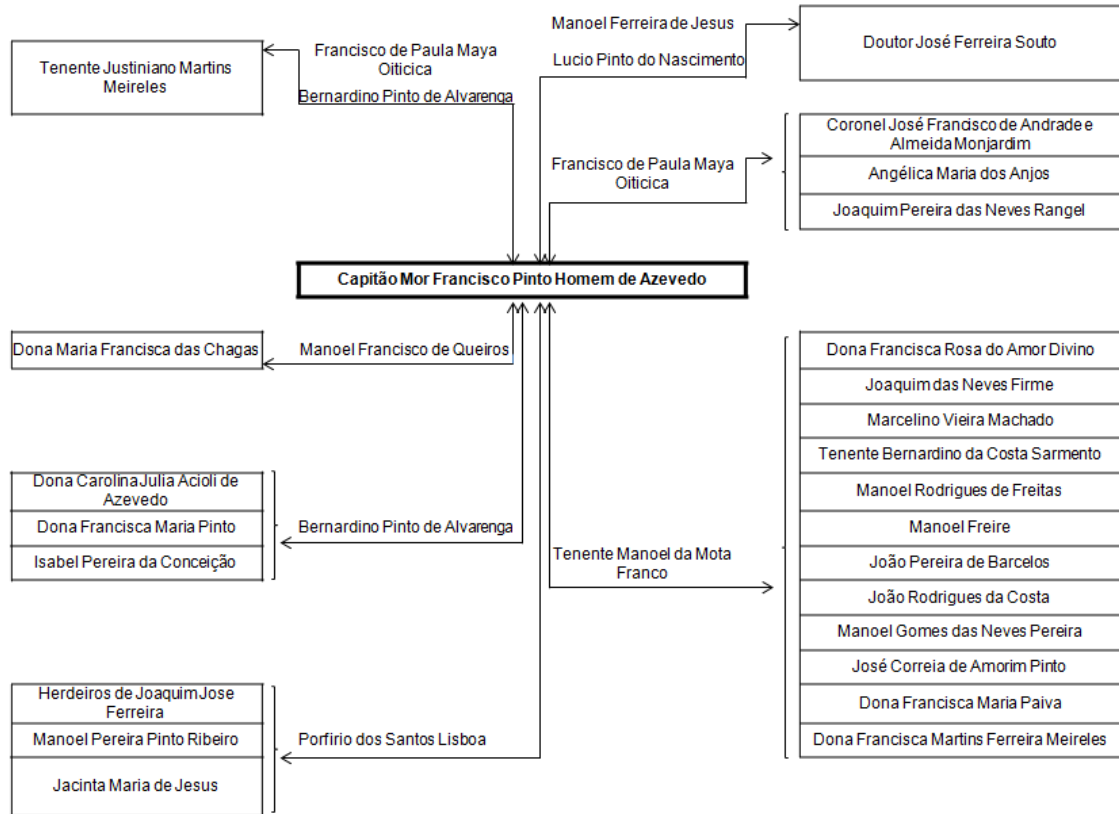 Manoel Ferreira de Jesus
Doutor José Ferreira Souto
Lucio Pinto do Nascimento
Francisco de Paula Maya
Oiticica
Tenente Justiniano Martins
Meireles
Bernardino Pinto de Alvarenga
Coronel José Francisco de Andrade e
Almeida Monjardim
Francisco de Paula Maya
Oiticica
Angélica Maria dos Anjos
Joaquim Pereira das Neves Rangel
Capitão Mor Francisco Pinto Homem de Azevedo
Dona Maria Francisca das Chagas
Manoel Francisco de Queiros
Dona Francisca Rosa do Amor Divino
Joaquim das Neves Firme
Marcelino Vieira Machado
Tenente Bernardino da Costa Sarmento
Manoel Rodrigues de Freitas
Manoel Freire
João Pereira de Barcelos
João Rodrigues da Costa
Manoel Gomes das Neves Pereira
José Correia de Amorim Pinto
Dona Francisca Maria Paiva
Dona Francisca Martins Ferreira Meireles
Dona Carolina Julia Acioli de
Azevedo
Dona Francisca Maria Pinto
Isabel Pereira da Conceição
Bernardino Pinto de Alvarenga
Tenente Manoel da Mota
Franco
Herdeiros de Joaquim Jose
Ferreira
Manoel Pereira Pinto Ribeiro
Jacinta Maria de Jesus
Porfirio dos Santos Lisboa